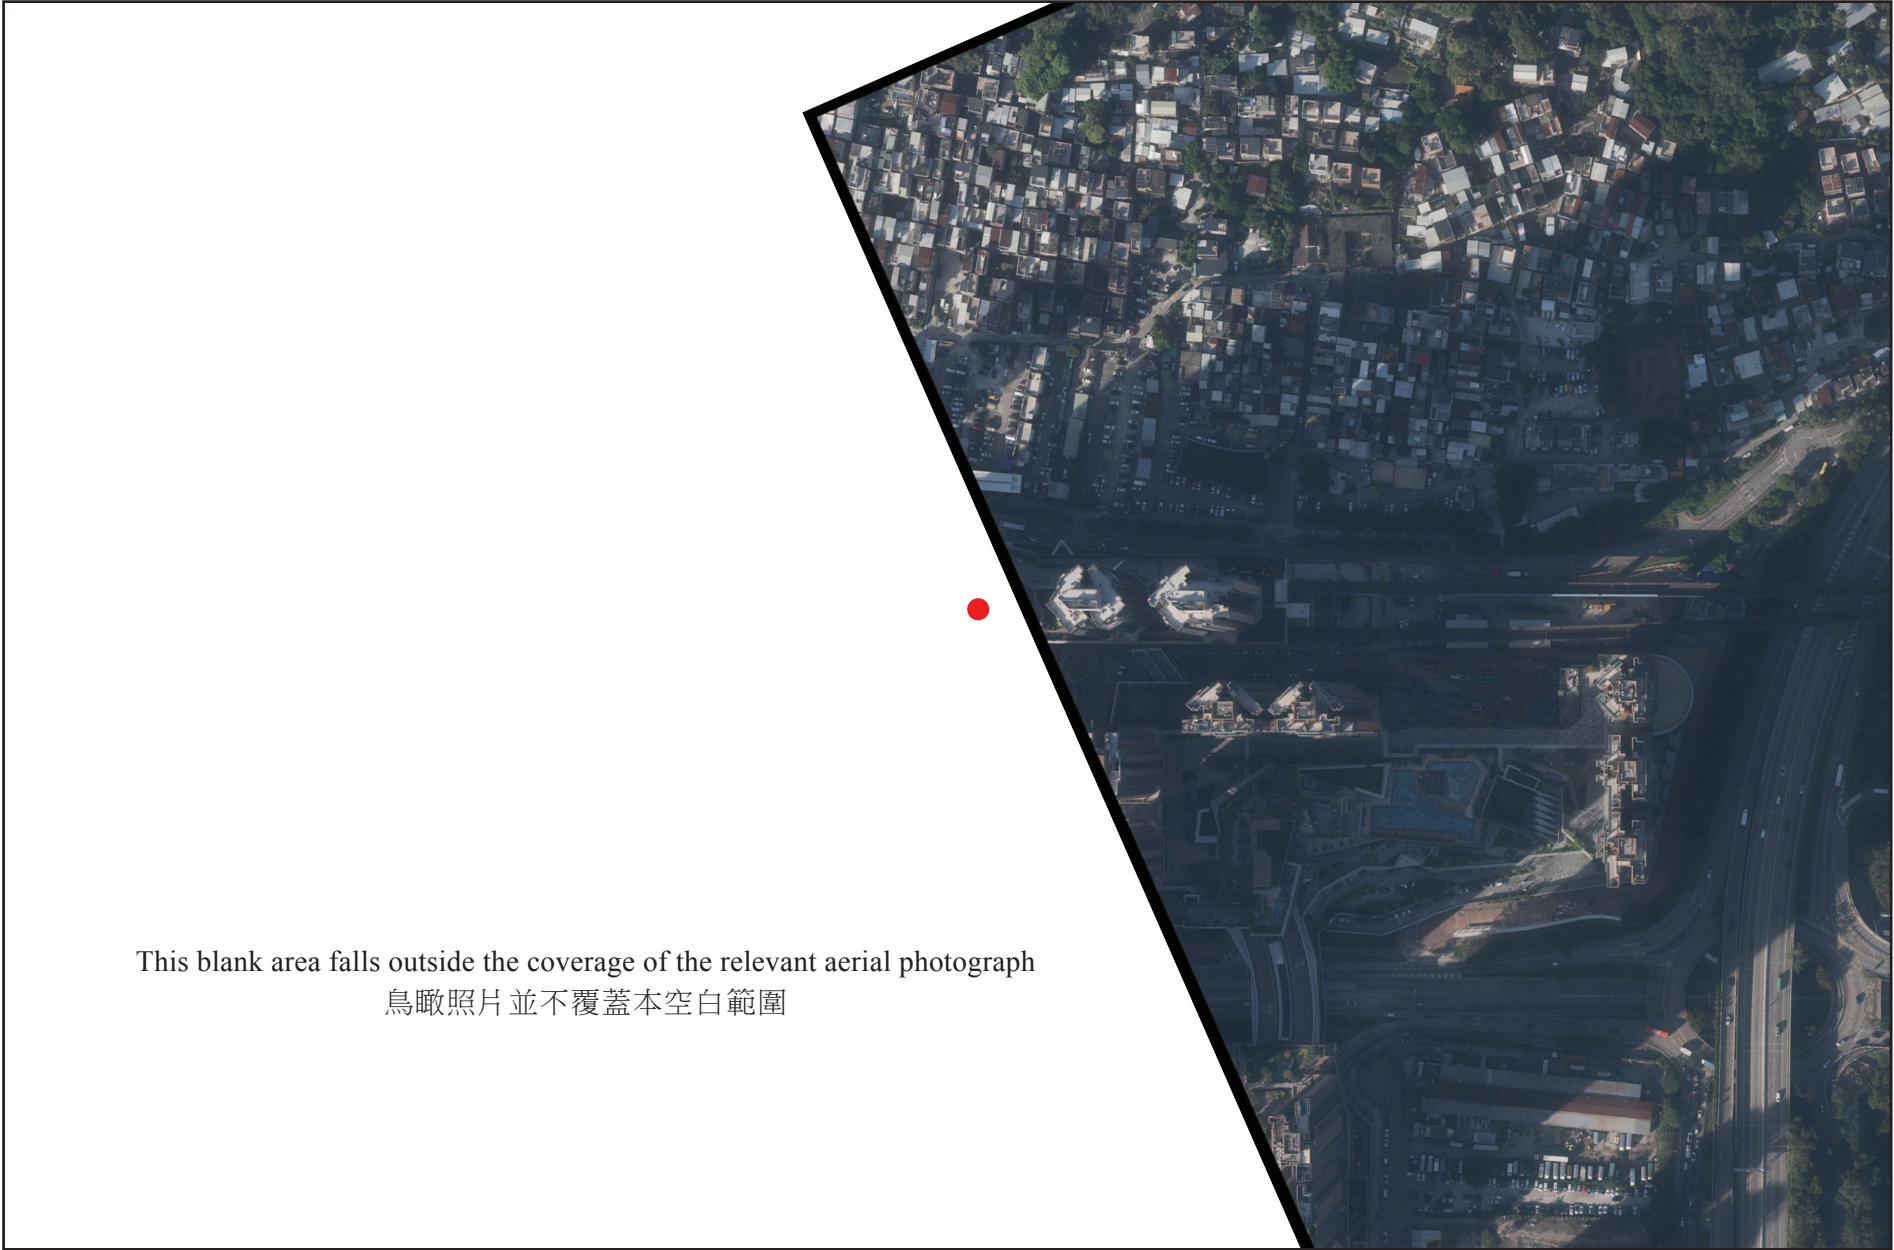 This blank area falls outside the coverage of the relevant aerial photograph
鳥瞰照片並不覆蓋本空白範圍